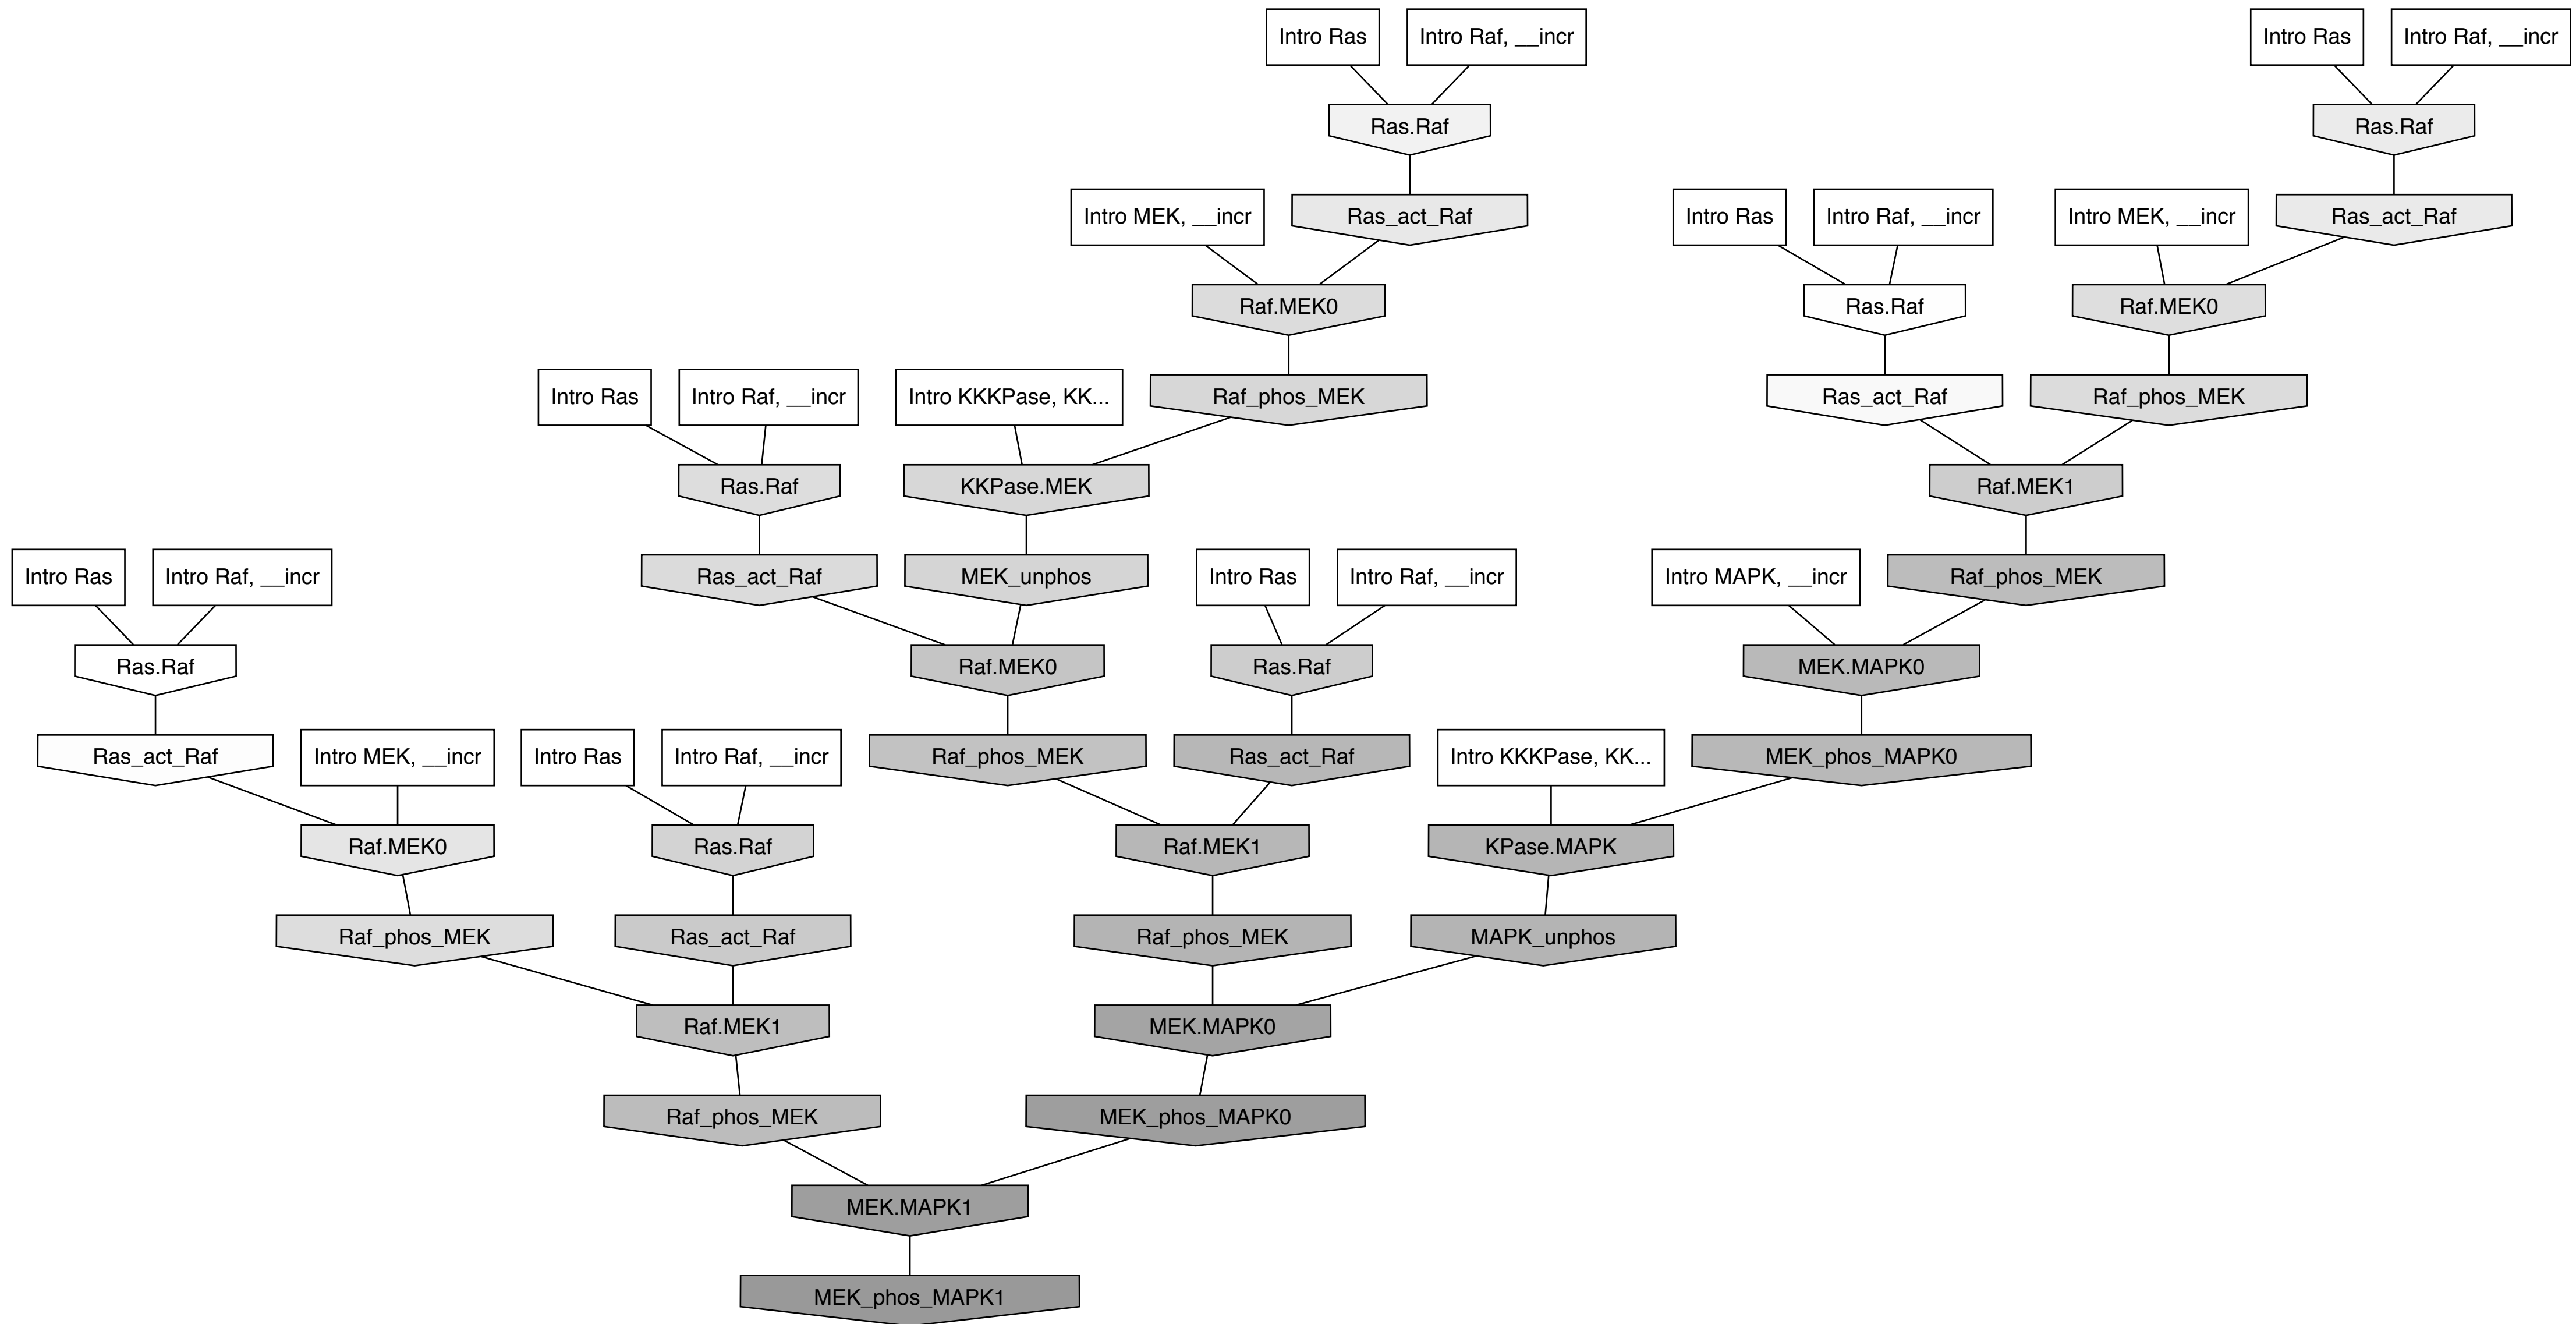 Intro Ras
Intro Raf, __incr
Intro Ras
Intro Raf, __incr
Ras.Raf
Ras.Raf
Intro MEK, __incr
Ras_act_Raf
Intro Ras
Intro Raf, __incr
Intro MEK, __incr
Ras_act_Raf
Raf.MEK0
Ras.Raf
Raf.MEK0
Intro Ras
Intro Raf, __incr
Intro KKKPase, KK...
Raf_phos_MEK
Ras_act_Raf
Raf_phos_MEK
Ras.Raf
KKPase.MEK
Raf.MEK1
Intro Ras
Intro Raf, __incr
Ras_act_Raf
MEK_unphos
Intro Ras
Intro Raf, __incr
Intro MAPK, __incr
Raf_phos_MEK
Ras.Raf
Raf.MEK0
Ras.Raf
MEK.MAPK0
Ras_act_Raf
Intro MEK, __incr
Intro Ras
Intro Raf, __incr
Raf_phos_MEK
Ras_act_Raf
Intro KKKPase, KK...
MEK_phos_MAPK0
Raf.MEK0
Ras.Raf
Raf.MEK1
KPase.MAPK
Raf_phos_MEK
Ras_act_Raf
Raf_phos_MEK
MAPK_unphos
Raf.MEK1
MEK.MAPK0
Raf_phos_MEK
MEK_phos_MAPK0
MEK.MAPK1
MEK_phos_MAPK1